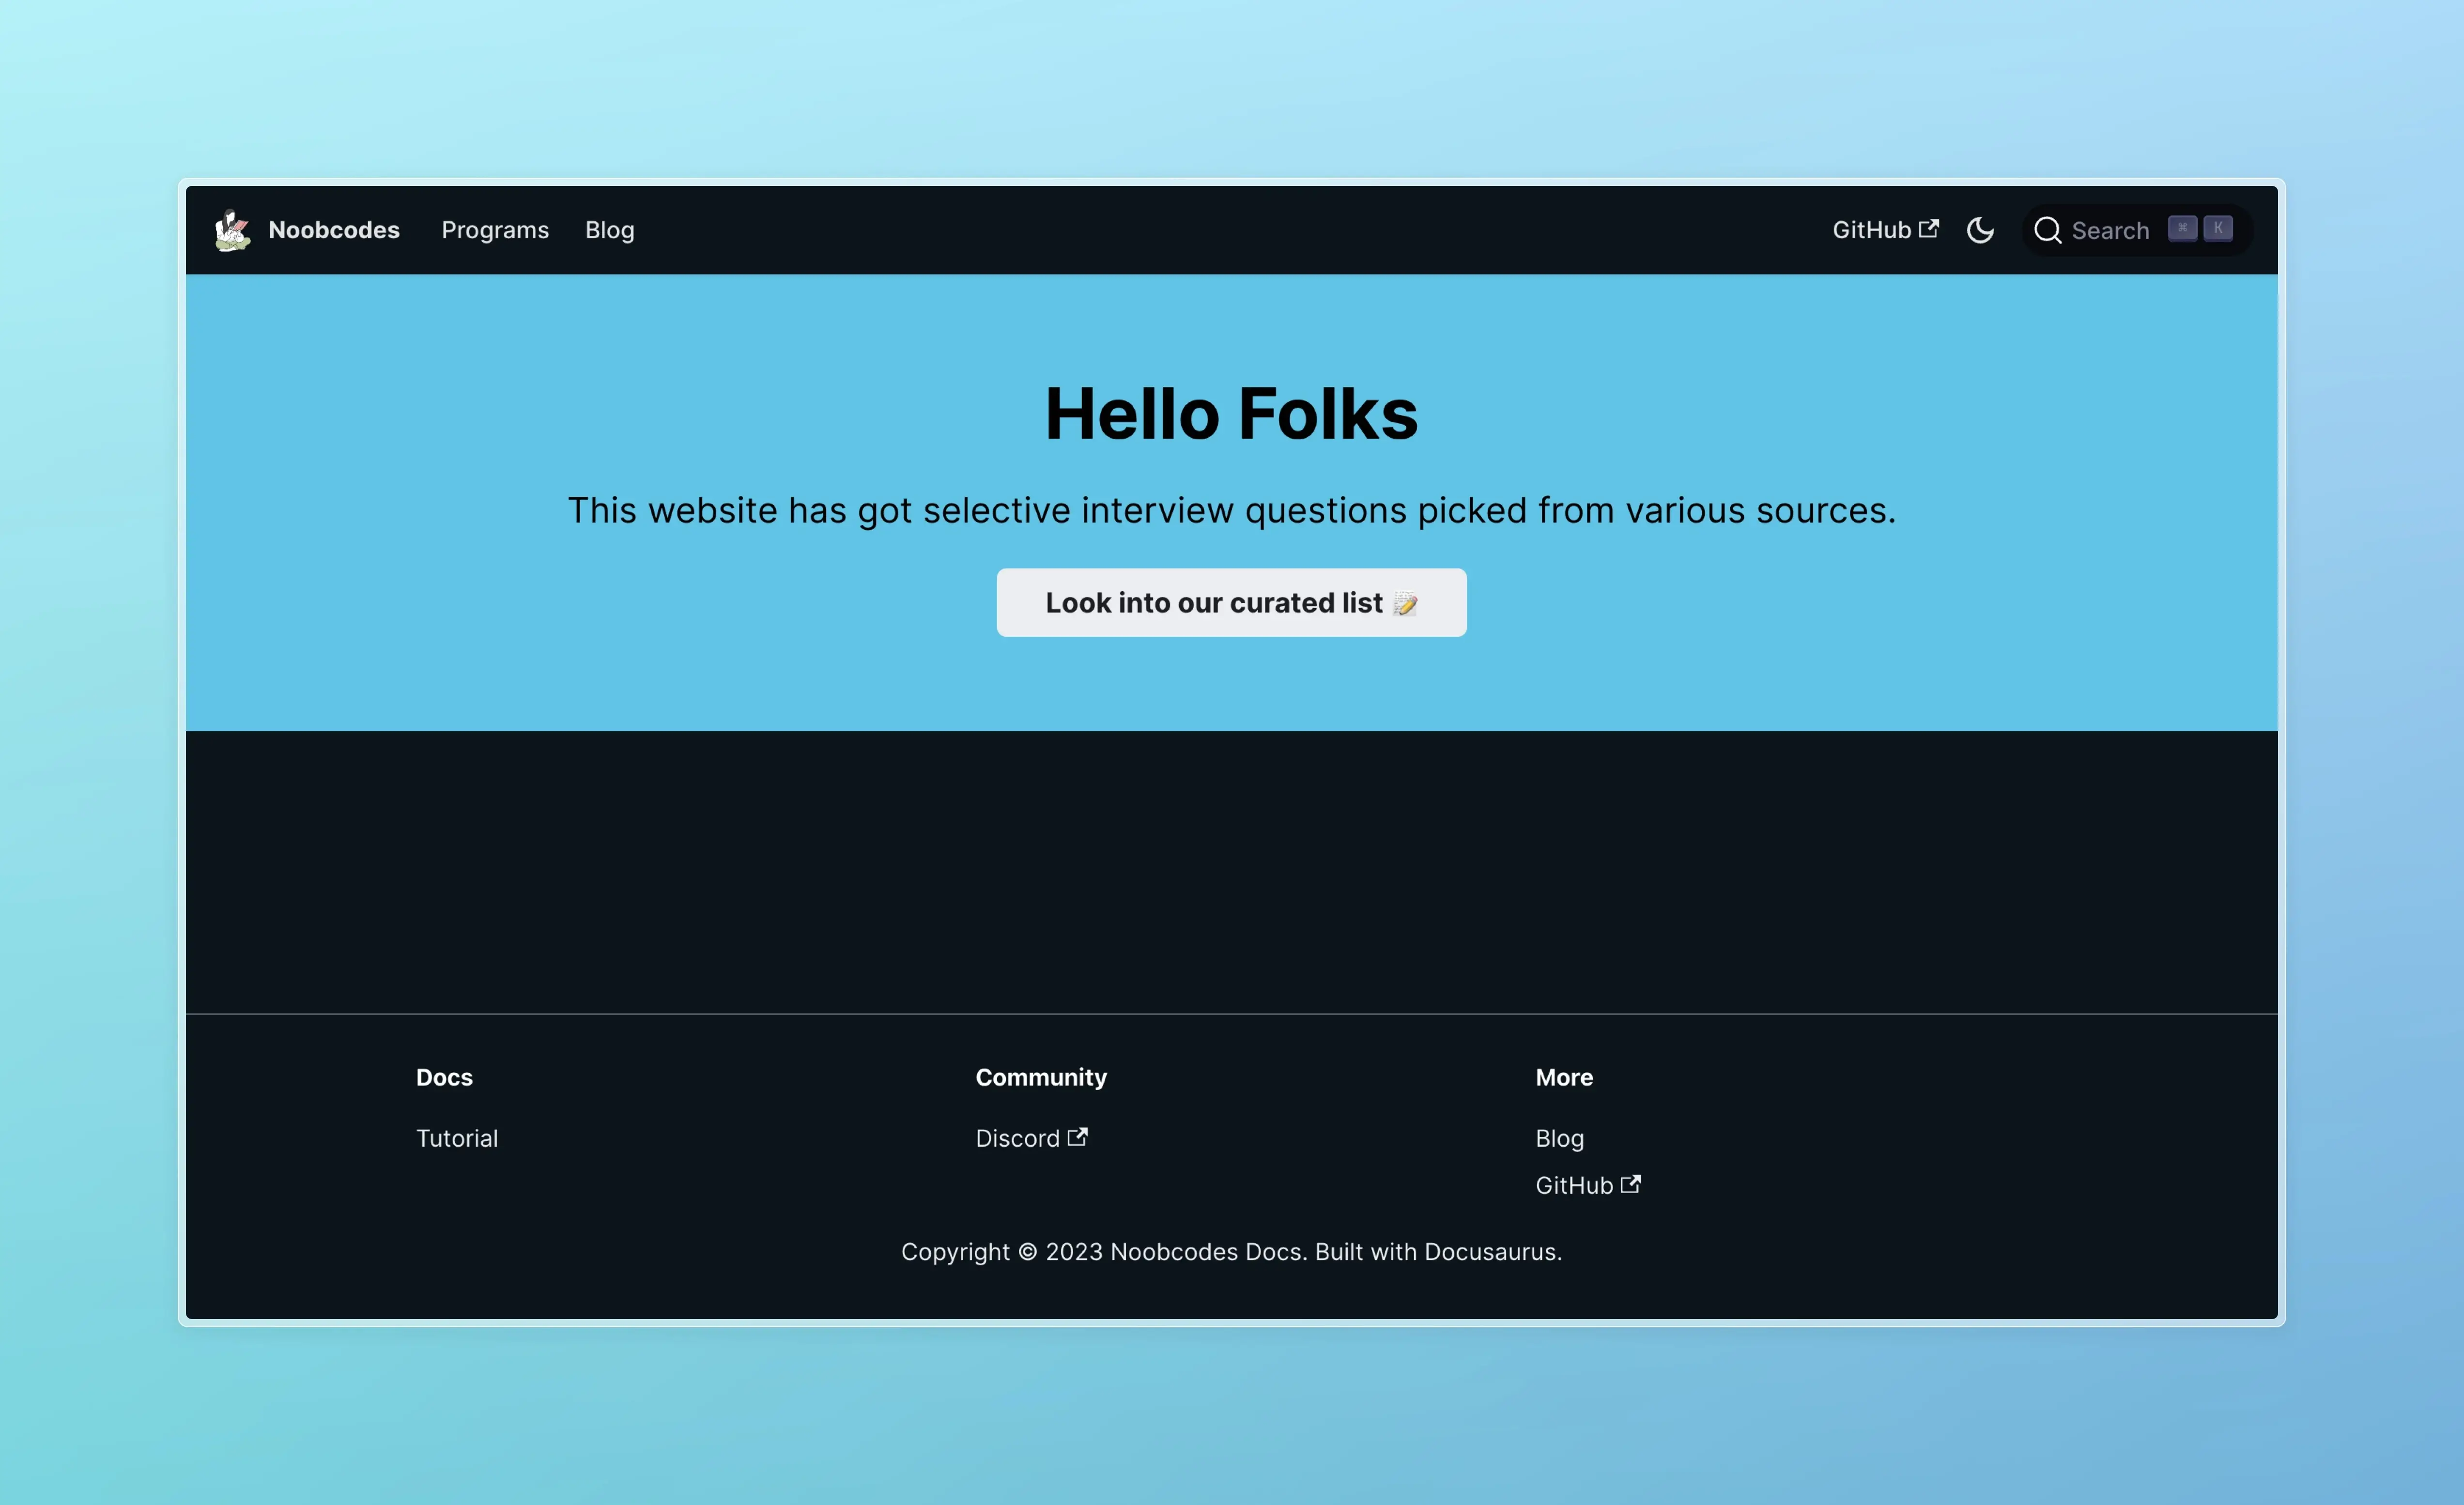 Noobcodes Programs Blog GitHub Search ⌘ K
Hello Folks
This website has got selective interview questions picked from various sources.
Look into our curated list 📝
Docs Community More
Tutorial Discord Blog
GitHub
Copyright © 2023 Noobcodes Docs. Built with Docusaurus.